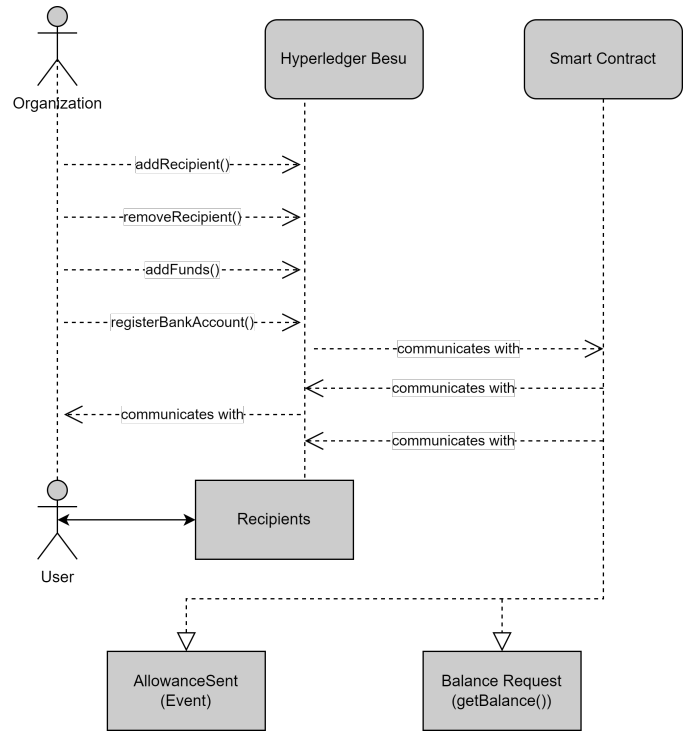 Hyperledger Besu
Smart Contract
Organization
addRecipient()
removeRecipient()
addFunds()
registerBankAccount()
communicates with
communicates with
communicates with
communicates with
Recipients
User
AllowanceSent
(Event)
Balance Request
(getBalance())